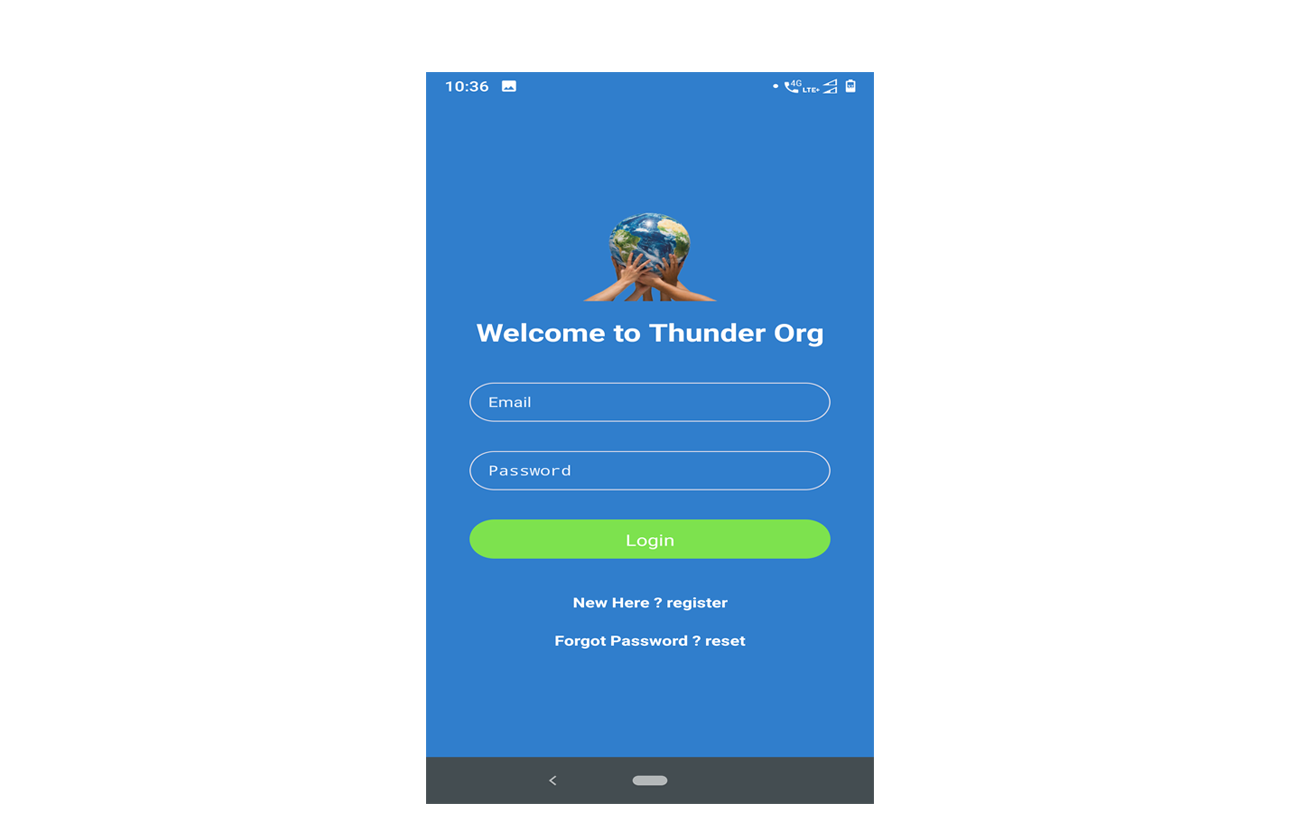 10:36
4G
LTE+
Welcome to Thunder Org
Email
Password
Login
New Here ? register
Forgot Password ? reset